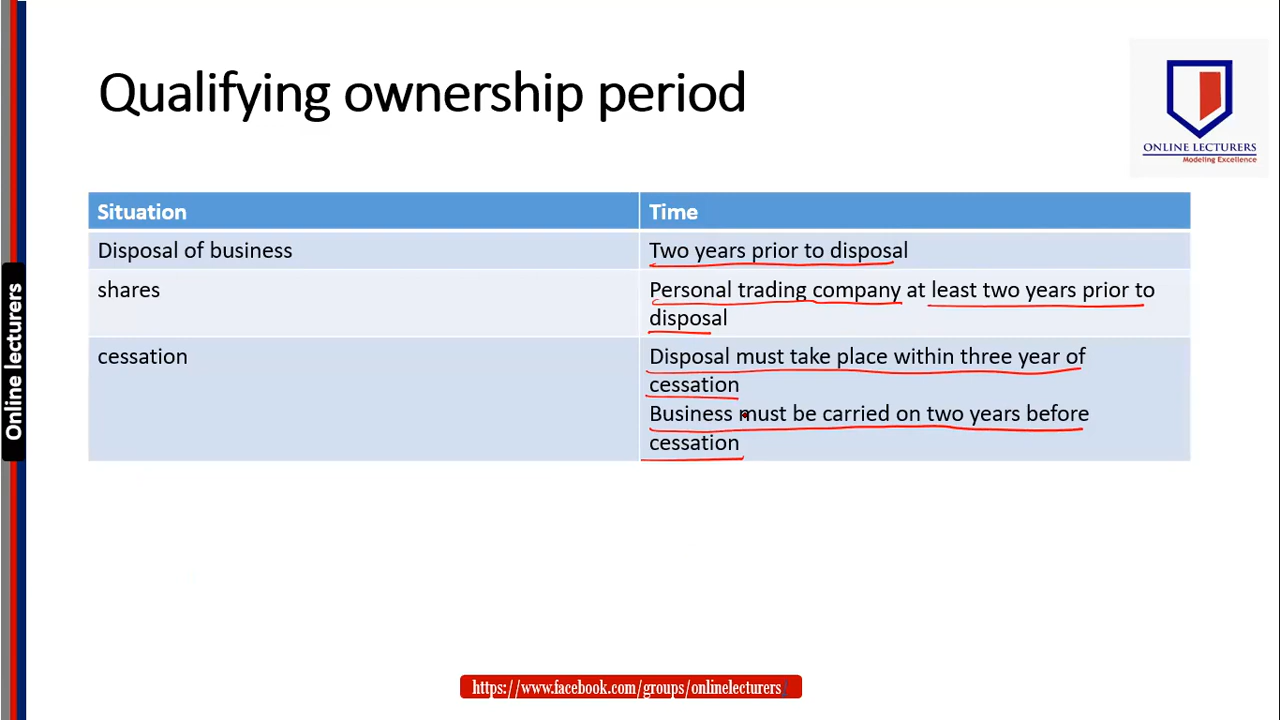 Qualifying ownership period
ONLINE LECTURERS
Modeling Excellence
Situation
Time
Disposal of business
Two years prior to disposal
shares
Personal trading company at least two years prior to
disposal
cessation
Disposal must take place within three year of
cessation
Business must be carried on two years before
cessation
Online lecturers
https://www.facebook.com/groups/onlinelecturers/